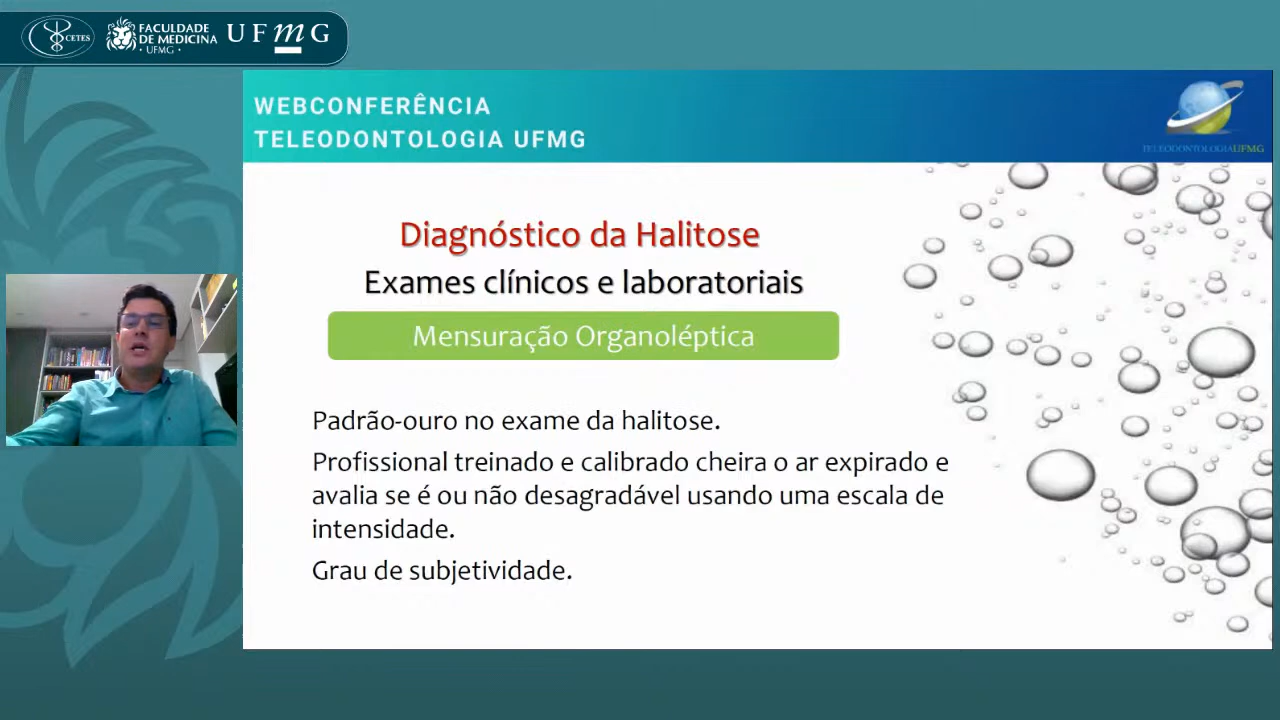 CETES
FACULDADE
DE MEDICINA
• UFMG •
UFmG
WEBCONFERÊNCIA
TELEODONTOLOGIA UFMG
TELEODONTOLOGIAUFMG
Diagnóstico da Halitose
Exames clínicos e laboratoriais
Mensuração Organoléptica
Padrão-ouro no exame da halitose.
Profissional treinado e calibrado cheira o ar expirado e
avalia se é ou não desagradável usando uma escala de
intensidade.
Grau de subjetividade.